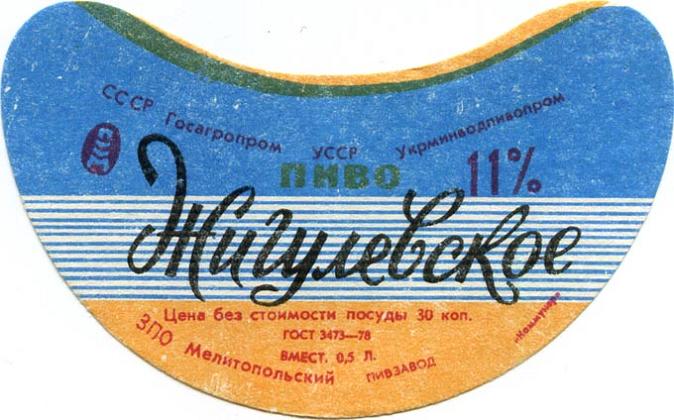 СССР Госагропром УССР Укрминводпивопром
пиво 11%
Жигулевское
Цена без стоимости посуды 30 коп.
ГОСТ 3473—78
ВМЕСТ. 0,5 Л.
ЗПО Мелитопольский ПИВЗАВОД
«Коммунар»